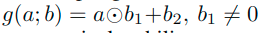 g(a; b) = a⊙b₁+b₂, b₁ ≠ 0